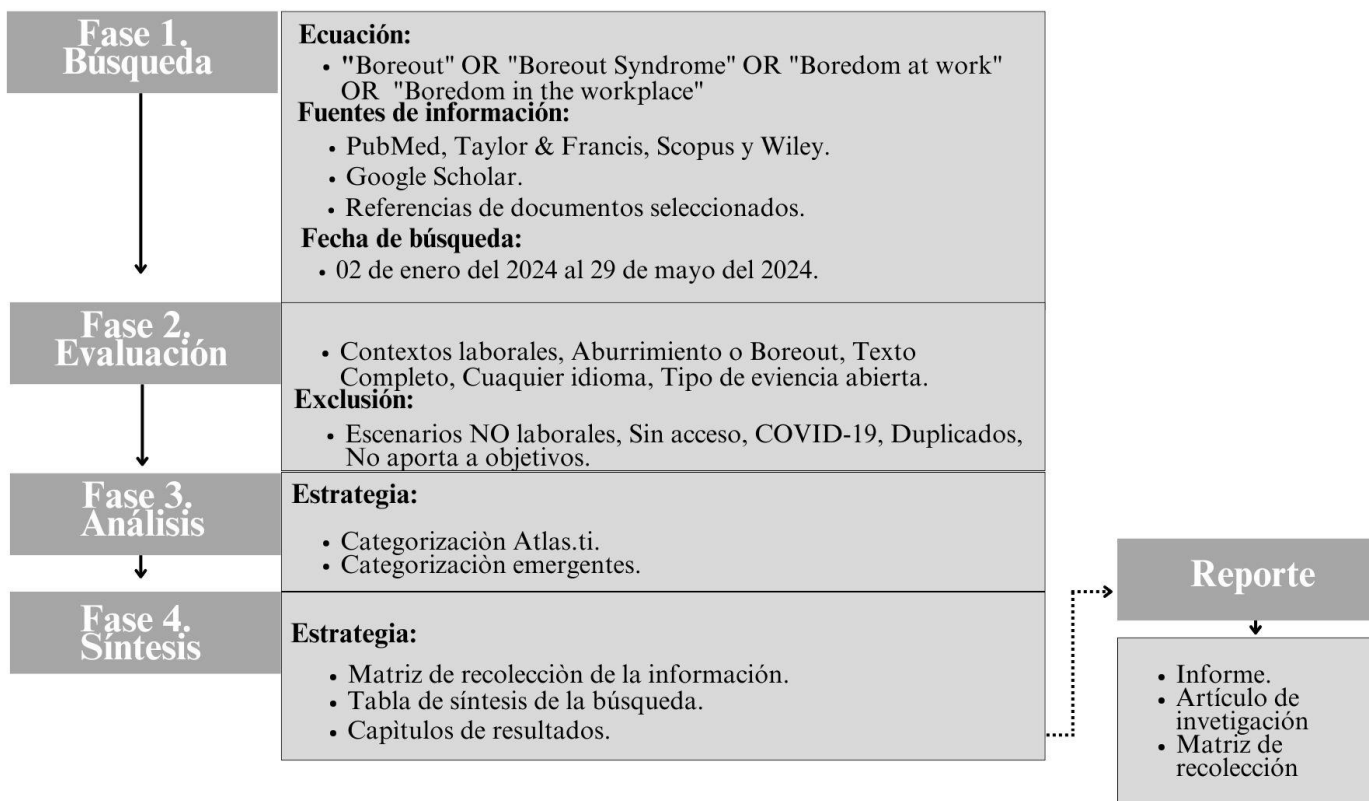 Fase 1.
Búsqueda
Ecuación:
• "Boreout" OR "Boreout Syndrome" OR "Boredom at work"
OR "Boredom in the workplace"
Fuentes de información:
• PubMed, Taylor & Francis, Scopus y Wiley.
• Google Scholar.
• Referencias de documentos seleccionados.
Fecha de búsqueda:
• 02 de enero del 2024 al 29 de mayo del 2024.
Fase 2.
Evaluación
• Contextos laborales, Aburrimiento o Boreout, Texto
Completo, Cuaquier idioma, Tipo de eviencia abierta.
Exclusión:
• Escenarios NO laborales, Sin acceso, COVID-19, Duplicados,
No aporta a objetivos.
Fase 3.
Análisis
Estrategia:
• Categorizaciòn Atlas.ti.
• Categorizaciòn emergentes.
Fase 4.
Síntesis
Estrategia:
• Matriz de recolecciòn de la información.
• Tabla de síntesis de la búsqueda.
• Capìtulos de resultados.
Reporte
• Informe.
• Artículo de
invetigación
• Matriz de
recolección